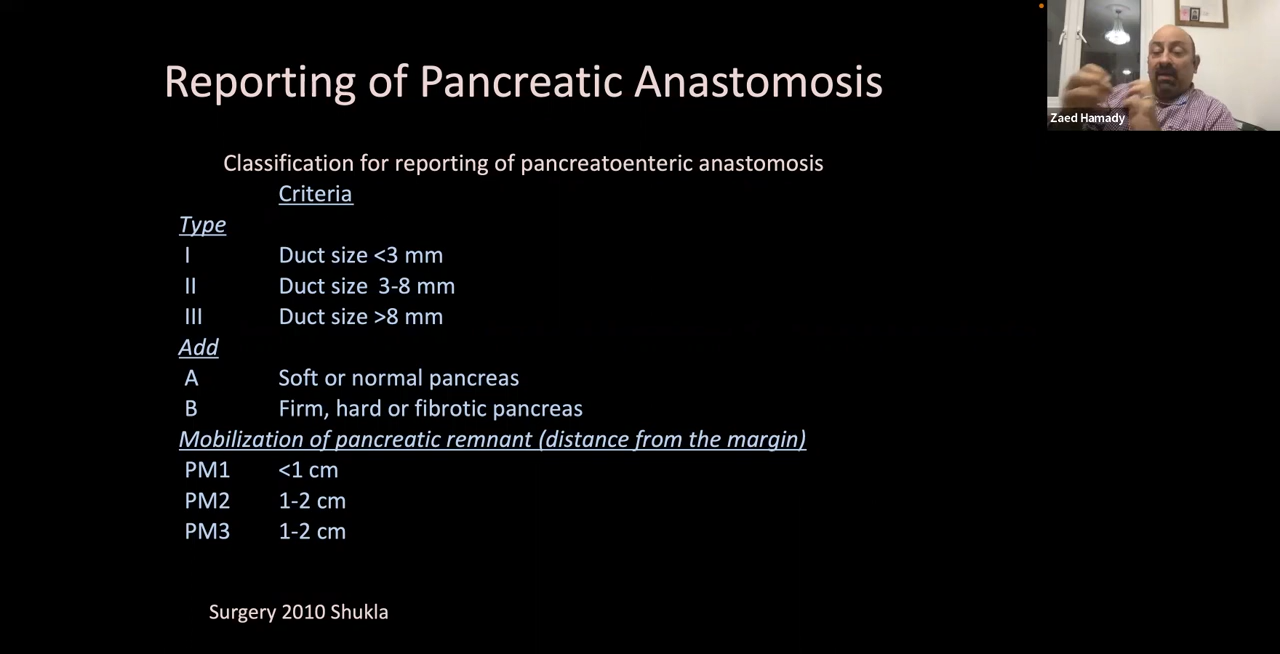 Reporting of Pancreatic Anastomosis
Zaed Hamady
Classification for reporting of pancreatoenteric anastomosis
Criteria
Type
I Duct size <3 mm
II Duct size 3-8 mm
III Duct size >8 mm
Add
A Soft or normal pancreas
B Firm, hard or fibrotic pancreas
Mobilization of pancreatic remnant (distance from the margin)
PM1 <1 cm
PM2 1-2 cm
PM3 1-2 cm
Surgery 2010 Shukla